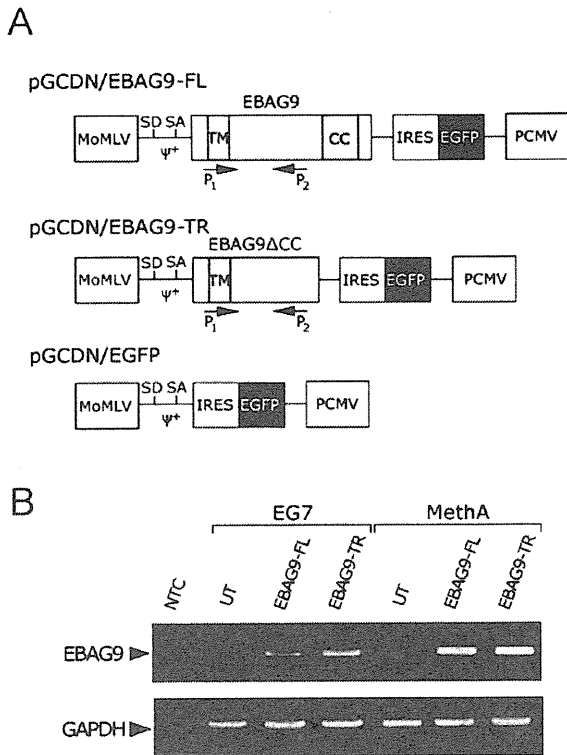 A
pGCDN/EBAG9-FL
EBAG9
MoMLV
SD SA
Ψ+
TM
CC
IRES
EGFP
PCMV
P1
P2
pGCDN/EBAG9-TR
EBAG9ΔCC
MoMLV
SD SA
Ψ+
TM
IRES
EGFP
PCMV
P1
P2
pGCDN/EGFP
MoMLV
SD SA
Ψ+
IRES
EGFP
PCMV
B
EG7
MethA
NTC
UT
EBAG9-FL
EBAG9-TR
UT
EBAG9-FL
EBAG9-TR
EBAG9
GAPDH